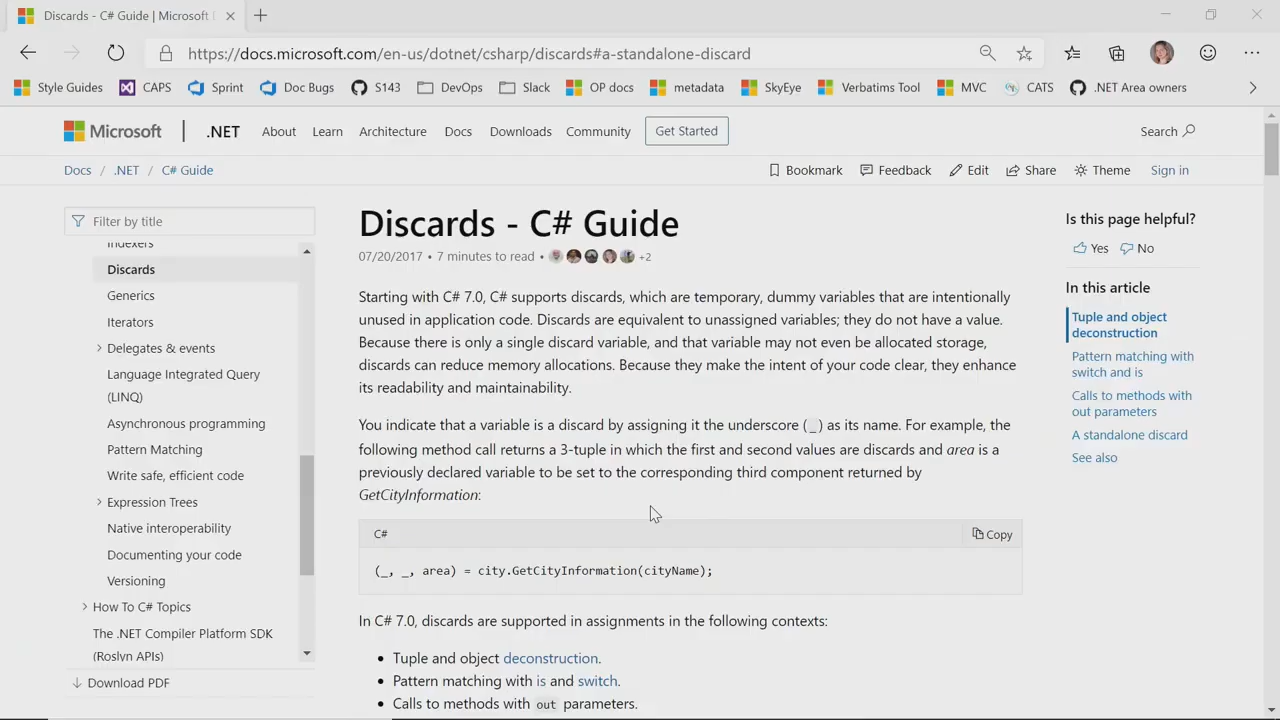 Discards - C# Guide | Microsoft
https://docs.microsoft.com/en-us/dotnet/csharp/discards#a-standalone-discard
Style Guides CAPS Sprint Doc Bugs S143 DevOps Slack OP docs metadata SkyEye Verbatims Tool MVC CATS .NET Area owners
Microsoft .NET About Learn Architecture Docs Downloads Community Get Started Search
Docs / .NET / C# Guide Bookmark Feedback Edit Share Theme Sign in
Filter by title
Indexers
Discards
Generics
Iterators
Delegates & events
Language Integrated Query
(LINQ)
Asynchronous programming
Pattern Matching
Write safe, efficient code
Expression Trees
Native interoperability
Documenting your code
Versioning
How To C# Topics
The .NET Compiler Platform SDK
(Roslyn APIs)
Download PDF
Discards - C# Guide
07/20/2017 • 7 minutes to read • +2
Starting with C# 7.0, C# supports discards, which are temporary, dummy variables that are intentionally
unused in application code. Discards are equivalent to unassigned variables; they do not have a value.
Because there is only a single discard variable, and that variable may not even be allocated storage,
discards can reduce memory allocations. Because they make the intent of your code clear, they enhance
its readability and maintainability.
You indicate that a variable is a discard by assigning it the underscore (_) as its name. For example, the
following method call returns a 3-tuple in which the first and second values are discards and area is a
previously declared variable to be set to the corresponding third component returned by
GetCityInformation:
C# Copy
(_, _, area) = city.GetCityInformation(cityName);
In C# 7.0, discards are supported in assignments in the following contexts:
• Tuple and object deconstruction.
• Pattern matching with is and switch.
• Calls to methods with out parameters.
Is this page helpful?
Yes No
In this article
Tuple and object
deconstruction
Pattern matching with
switch and is
Calls to methods with
out parameters
A standalone discard
See also